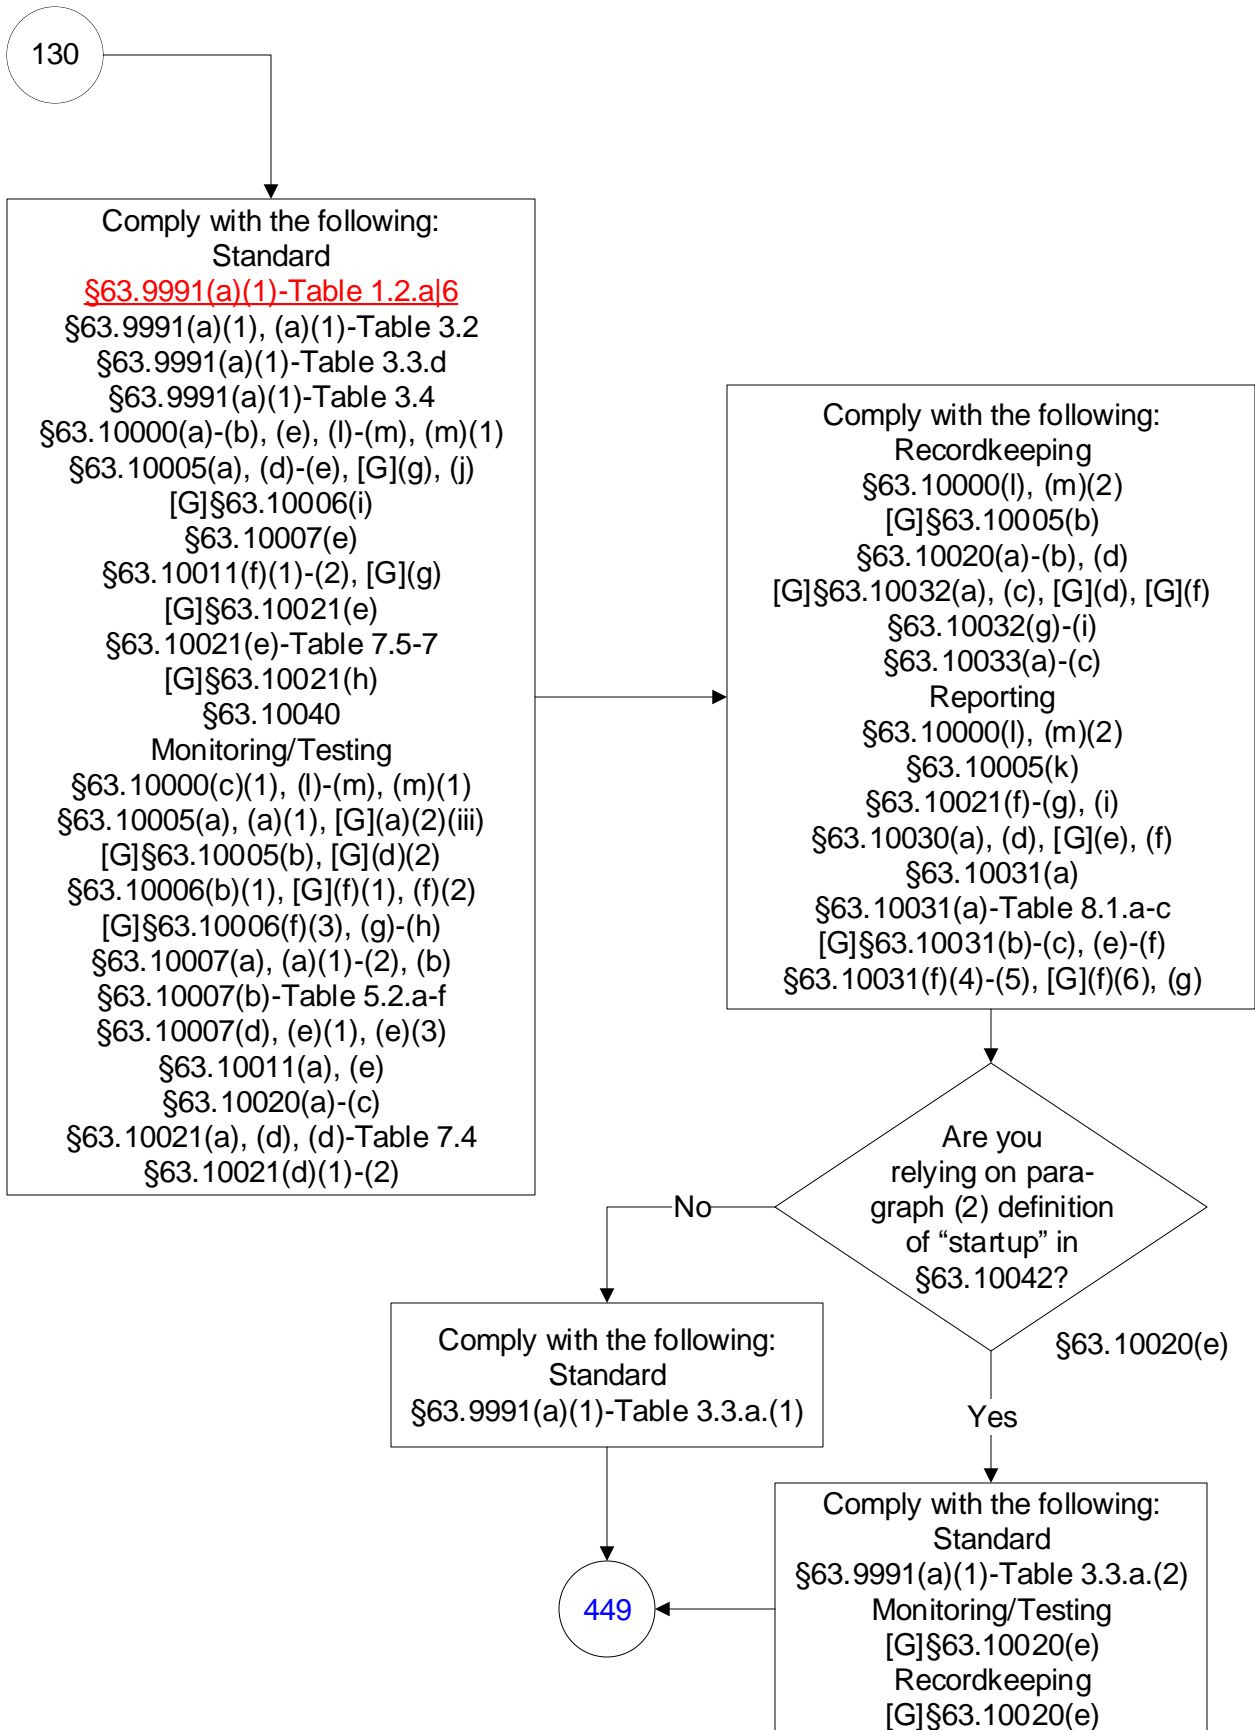 130
Comply with the following:
Standard
§63.9991(a)(1)-Table 1.2.a|6
§63.9991(a)(1), (a)(1)-Table 3.2
§63.9991(a)(1)-Table 3.3.d
§63.9991(a)(1)-Table 3.4
§63.10000(a)-(b), (e), (l)-(m), (m)(1)
§63.10005(a), (d)-(e), [G](g), (j)
[G]§63.10006(i)
§63.10007(e)
§63.10011(f)(1)-(2), [G](g)
[G]§63.10021(e)
§63.10021(e)-Table 7.5-7
[G]§63.10021(h)
§63.10040
Monitoring/Testing
§63.10000(c)(1), (l)-(m), (m)(1)
§63.10005(a), (a)(1), [G](a)(2)(iii)
[G]§63.10005(b), [G](d)(2)
§63.10006(b)(1), [G](f)(1), (f)(2)
[G]§63.10006(f)(3), (g)-(h)
§63.10007(a), (a)(1)-(2), (b)
§63.10007(b)-Table 5.2.a-f
§63.10007(d), (e)(1), (e)(3)
§63.10011(a), (e)
§63.10020(a)-(c)
§63.10021(a), (d), (d)-Table 7.4
§63.10021(d)(1)-(2)
Comply with the following:
Recordkeeping
§63.10000(l), (m)(2)
[G]§63.10005(b)
§63.10020(a)-(b), (d)
[G]§63.10032(a), (c), [G](d), [G](f)
§63.10032(g)-(i)
§63.10033(a)-(c)
Reporting
§63.10000(l), (m)(2)
§63.10005(k)
§63.10021(f)-(g), (i)
§63.10030(a), (d), [G](e), (f)
§63.10031(a)
§63.10031(a)-Table 8.1.a-c
[G]§63.10031(b)-(c), (e)-(f)
§63.10031(f)(4)-(5), [G](f)(6), (g)
Are you
relying on para-
graph (2) definition
of “startup” in
§63.10042?
§63.10020(e)
No
Comply with the following:
Standard
§63.9991(a)(1)-Table 3.3.a.(1)
Yes
Comply with the following:
Standard
§63.9991(a)(1)-Table 3.3.a.(2)
Monitoring/Testing
[G]§63.10020(e)
Recordkeeping
[G]§63.10020(e)
449